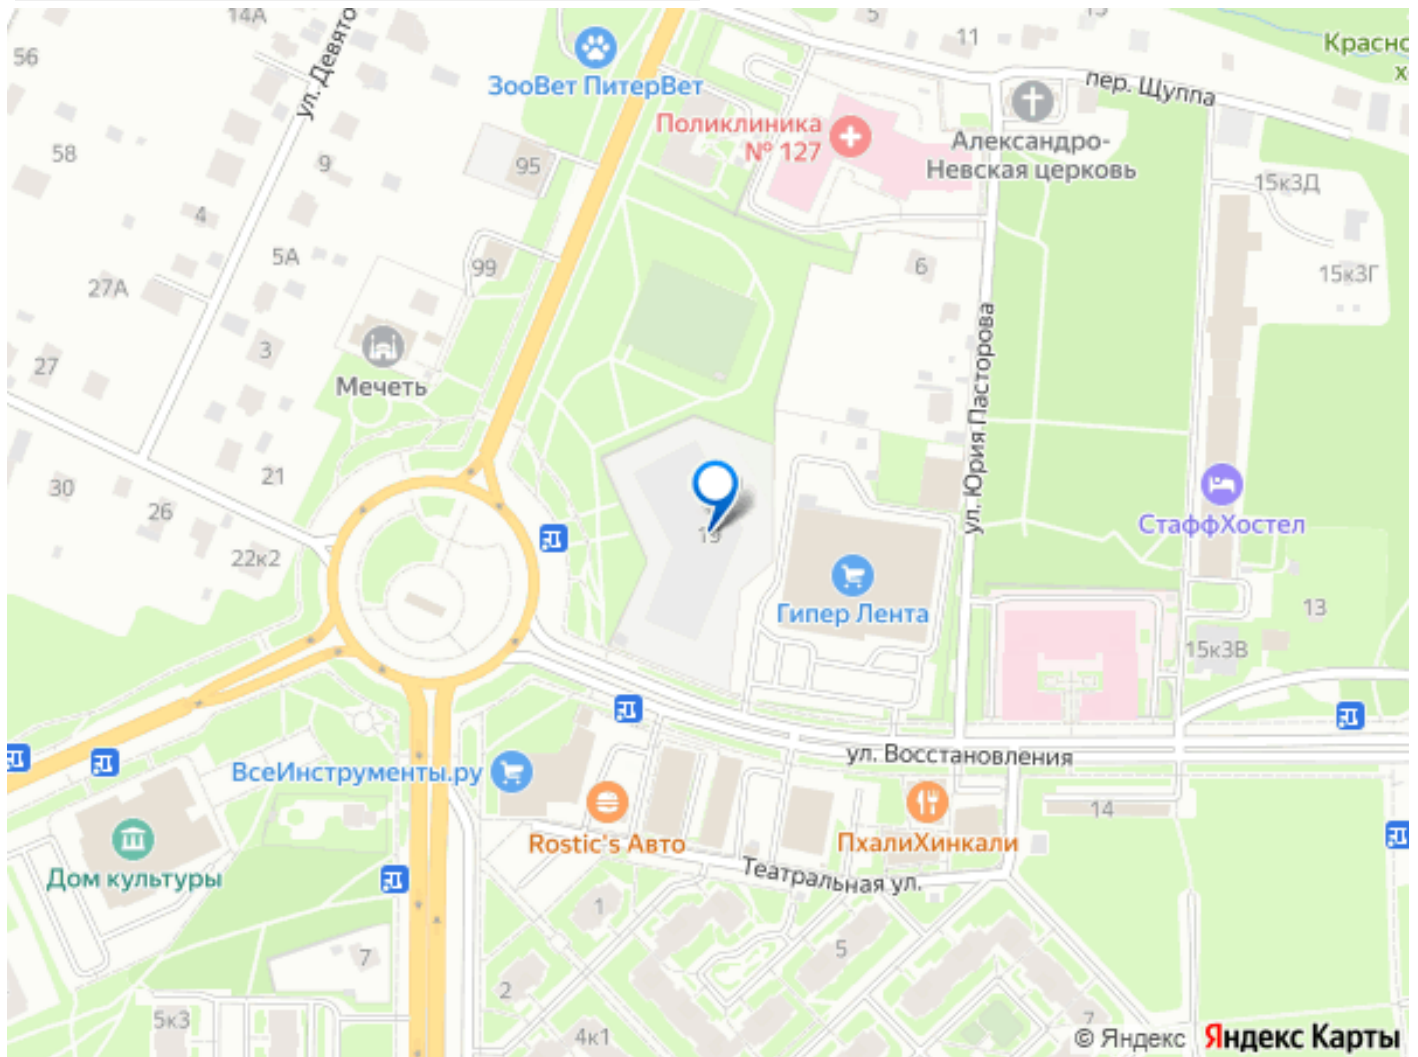 14А
5
11
56
ул. Девято
Красно
х
ЗооВет ПитерВет
пер. Щуппа
Поликлиника
№ 127
Александро-
Невская церковь
58
9
95
15к3Д
4
5А
99
6
27А
15к3Г
3
27
Мечеть
ул. Юрия Пасторова
21
30
26
СтаффХостел
22к2
Гипер Лента
13
15к3В
ул. Восстановления
ВсеИнструменты.ру
14
Rostic's Авто
ПхалиХинкали
Дом культуры
Театральная ул.
1
5
7
2
5к3
4к1
7
© Яндекс Яндекс Карты